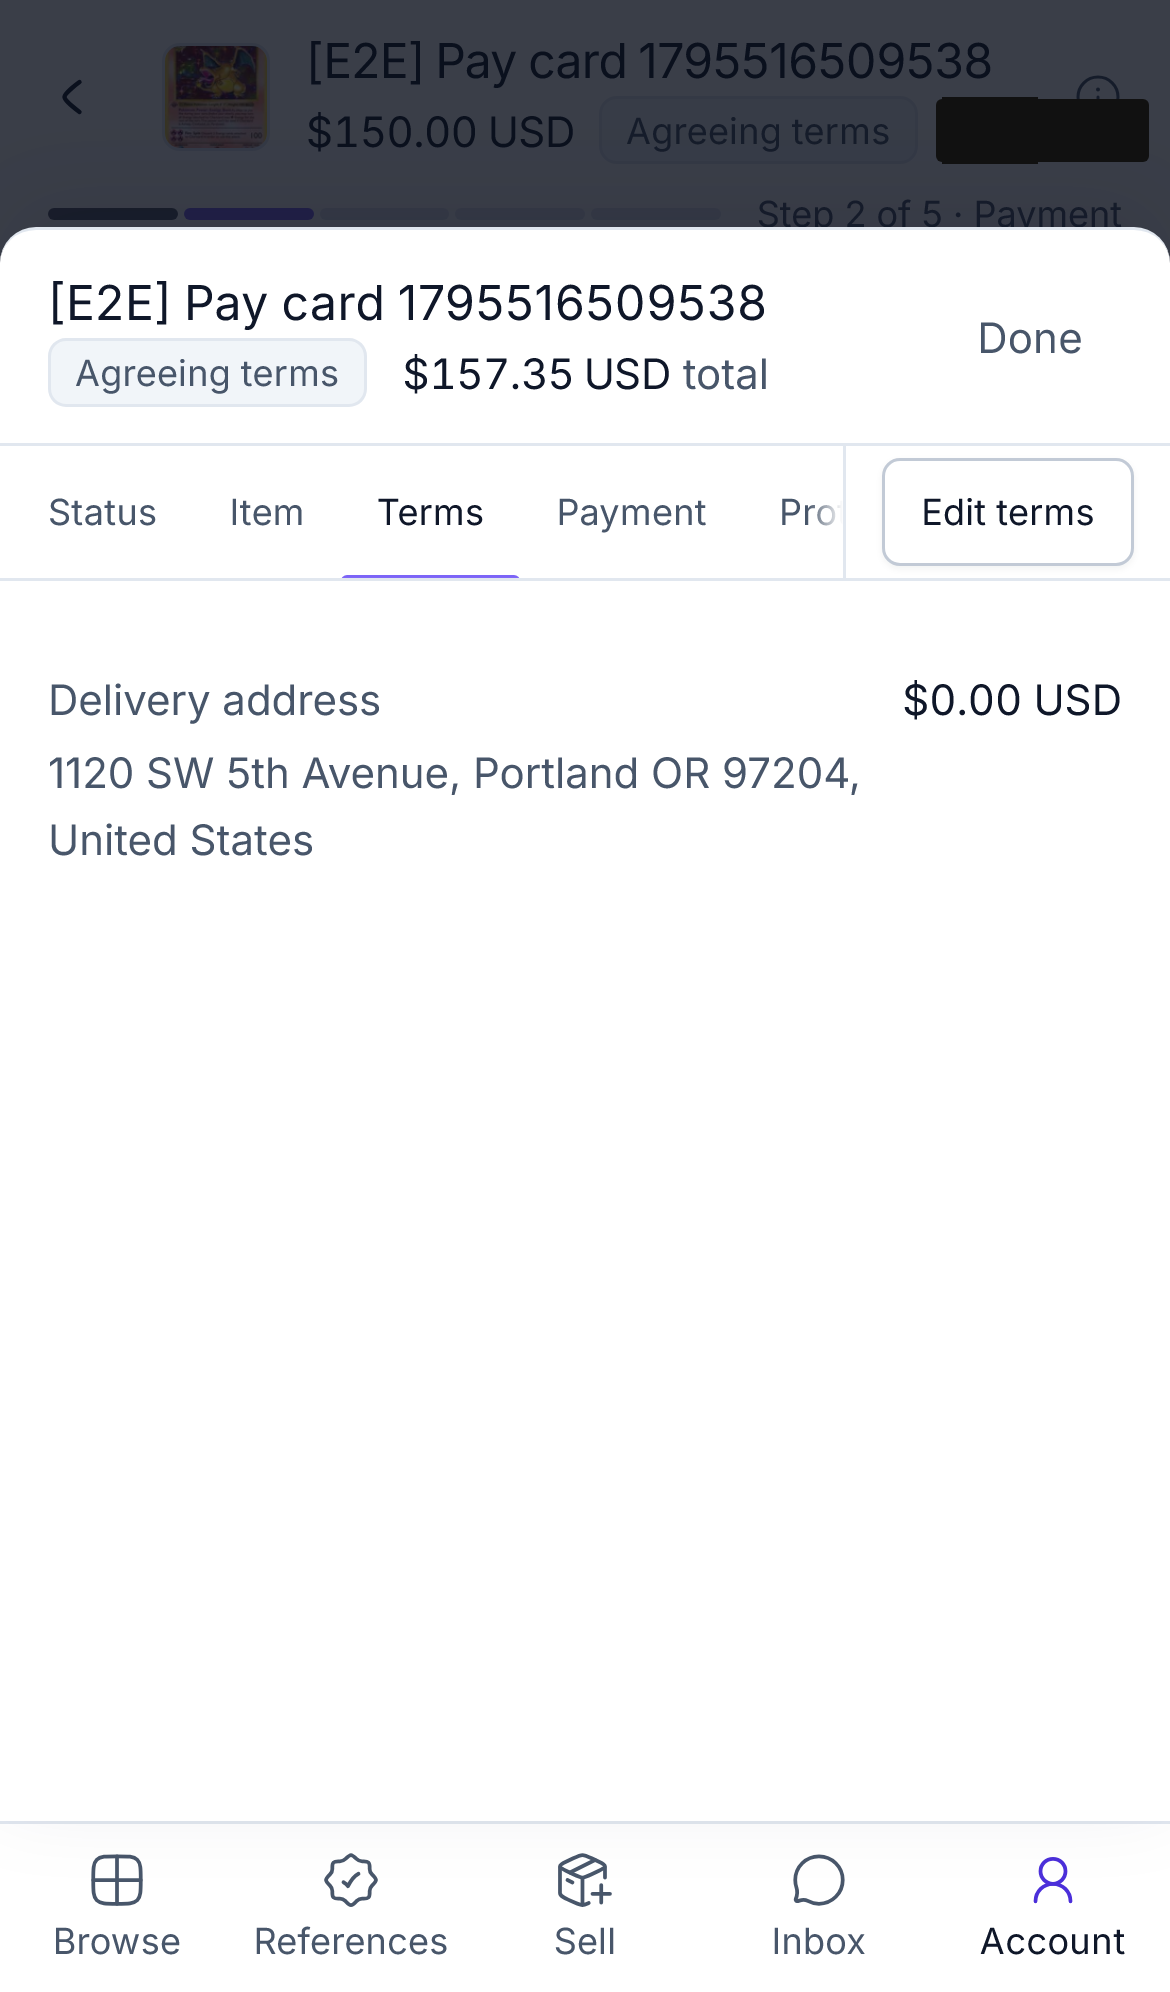 [E2E] Pay card 1795516509538
$150.00 USD Agreeing terms
Step 2 of 5 · Payment
[E2E] Pay card 1795516509538
Done
Agreeing terms $157.35 USD total
Status Item Terms Payment Pro Edit terms
Delivery address $0.00 USD
1120 SW 5th Avenue, Portland OR 97204,
United States
Browse References Sell Inbox Account